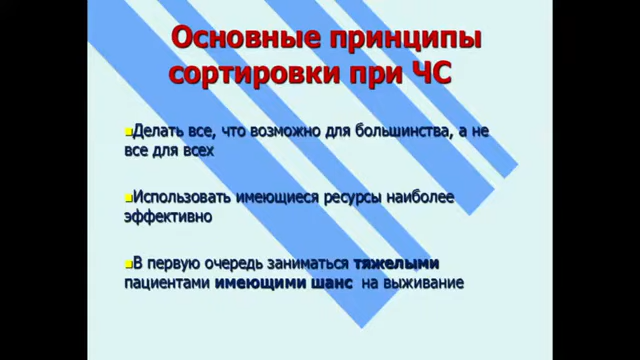 Основные принципы
сортировки при ЧС
Делать все, что возможно для большинства, а не
все для всех
Использовать имеющиеся ресурсы наиболее
эффективно
В первую очередь заниматься тяжелыми
пациентами имеющими шанс на выживание